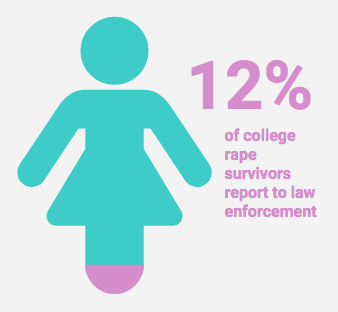 12%
of college
rape
survivors
report to law
enforcement